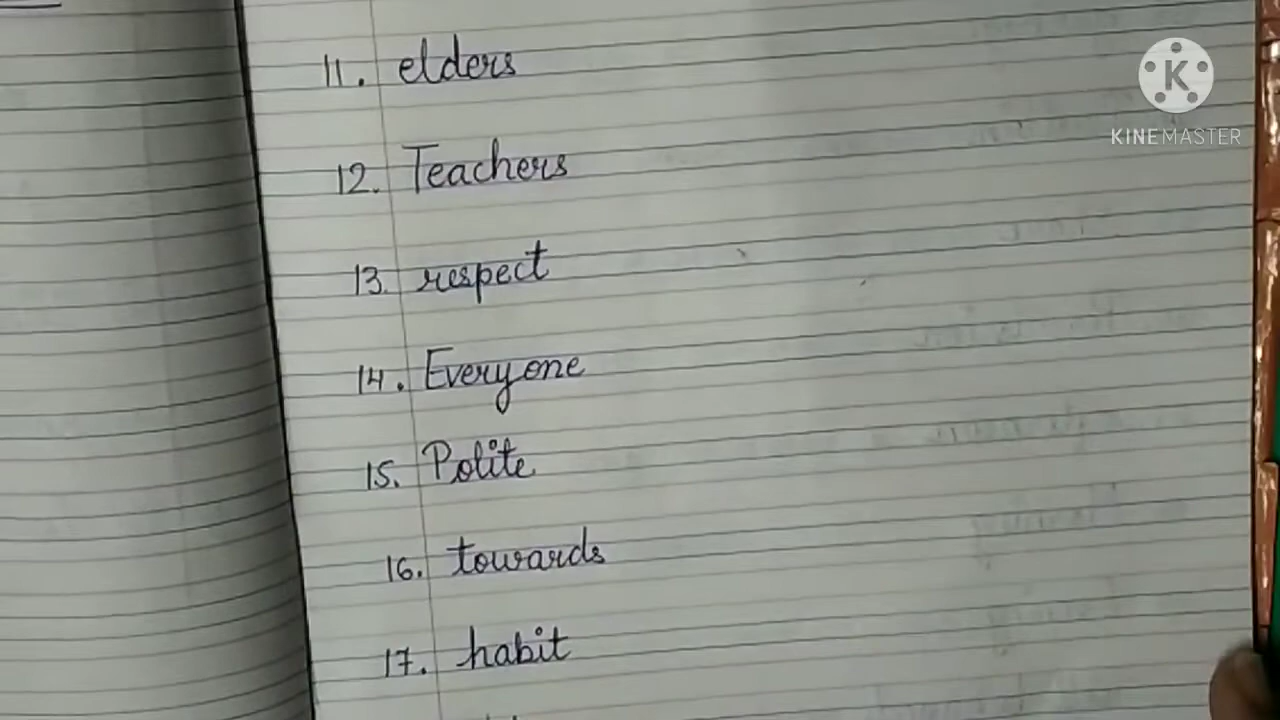 11. elders
12. Teachers
13. respect
14. Everyone
15. Polite
16. towards
17. habit
K
KINEMASTER